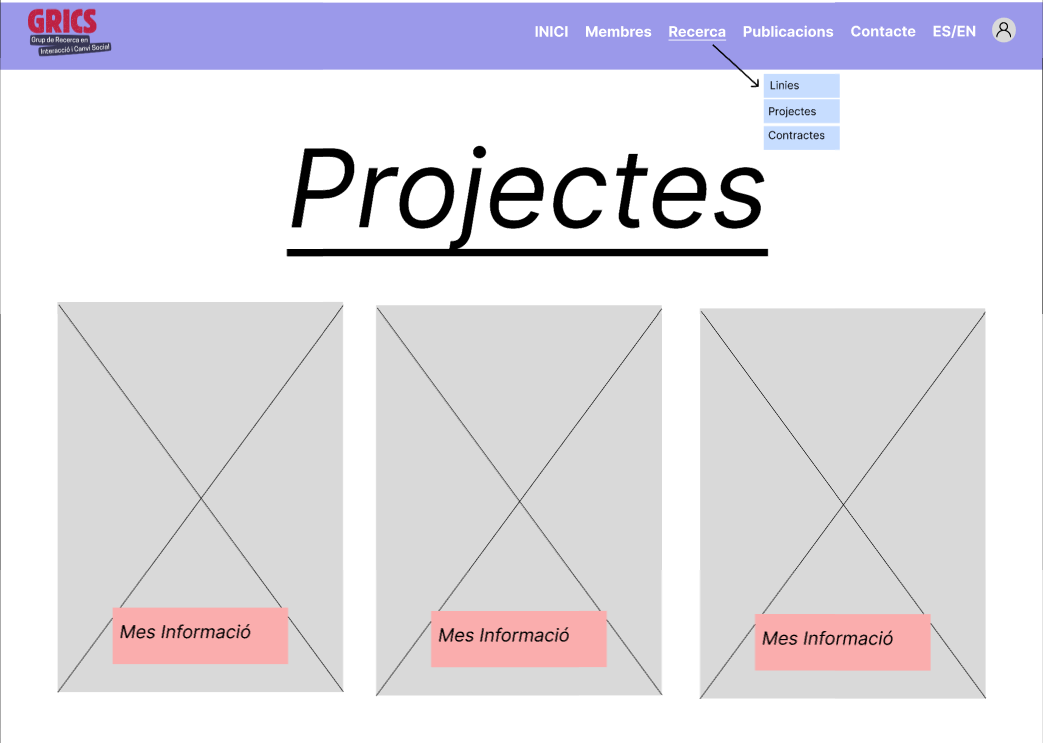 GRICS
Grup de Recerca en
Interacció i Canvi Social
INICI Membres Recerca Publicacions Contacte ES/EN
Linies
Projectes
Contractes
Projectes
Mes Informació
Mes Informació
Mes Informació